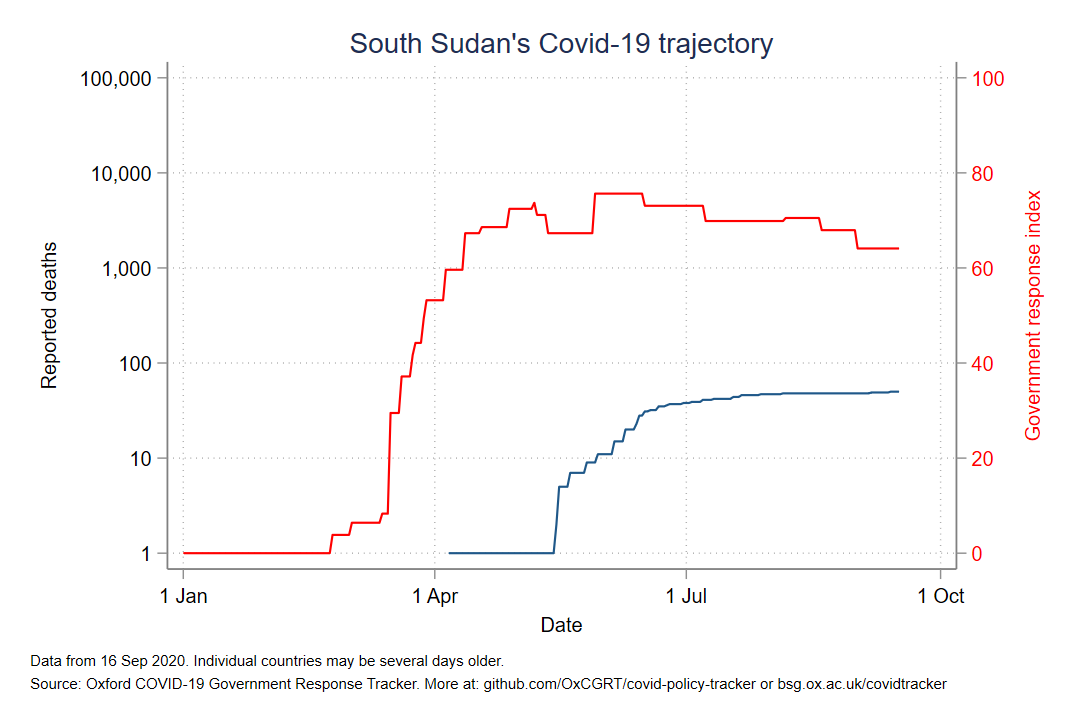 South Sudan's Covid-19 trajectory
100,000
10,000
1,000
100
10
1
Reported deaths
100
80
60
40
20
0
Government response index
1 Jan
1 Apr
1 Jul
1 Oct
Date
Data from 16 Sep 2020. Individual countries may be several days older.
Source: Oxford COVID-19 Government Response Tracker. More at: github.com/OxCGRT/covid-policy-tracker or bsg.ox.ac.uk/covidtracker